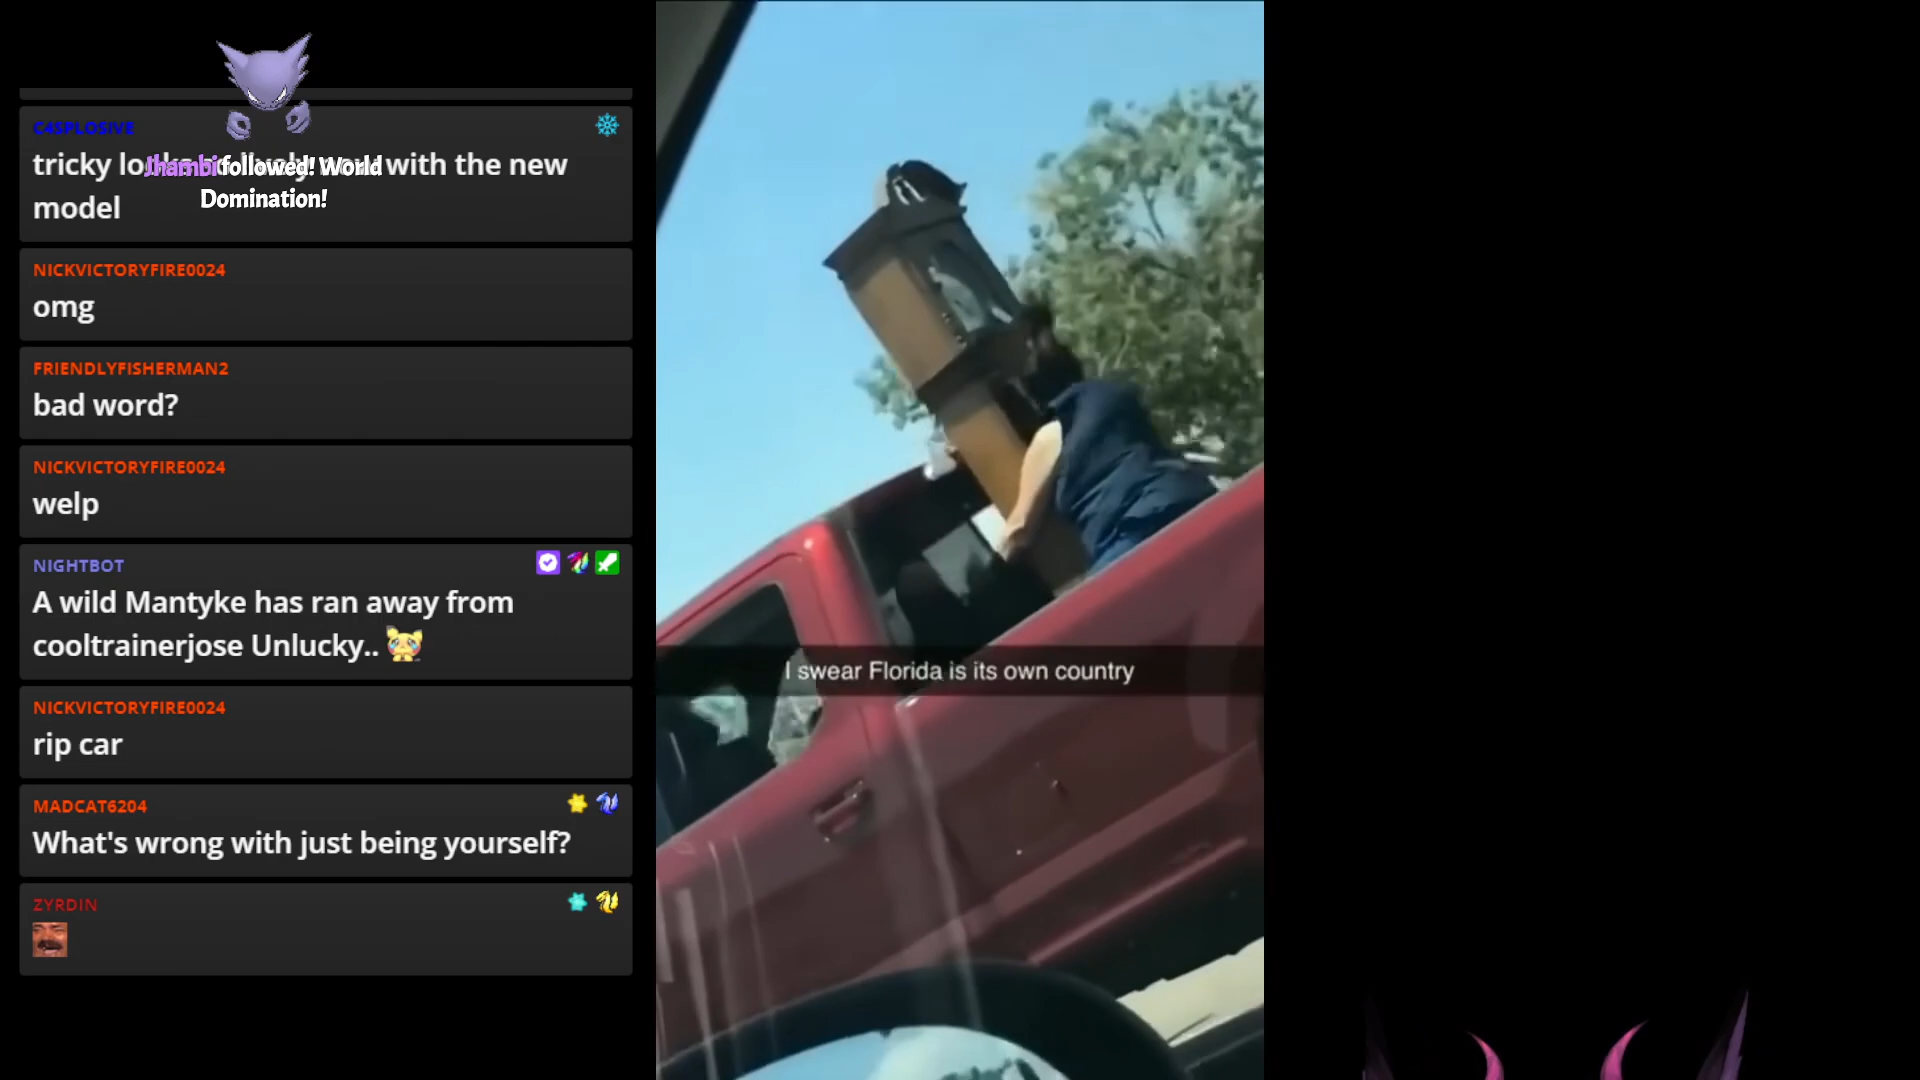 C4SPLOSIVE
tricky lo
with the new
model
Jhambi followed! World
Domination!
NICKVICTORYFIRE0024
omg
FRIENDLYFISHERMAN2
bad word?
NICKVICTORYFIRE0024
welp
NIGHTBOT
A wild Mantyke has ran away from
cooltrainerjose Unlucky..
NICKVICTORYFIRE0024
rip car
MADCAT6204
What's wrong with just being yourself?
ZYRDIN
I swear Florida is its own country